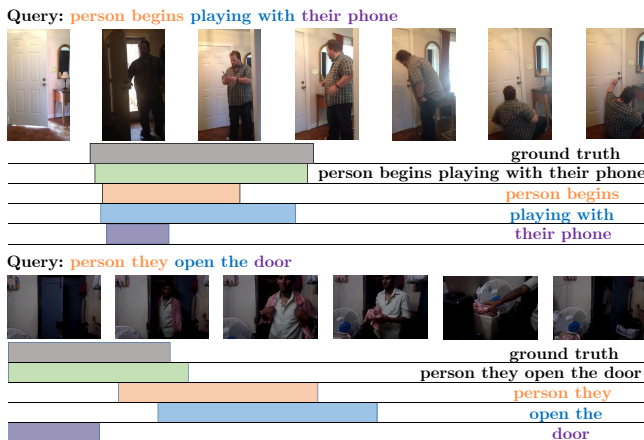 Query: person begins playing with their phone
ground truth
person begins playing with their phone
person begins
playing with
their phone
Query: person they open the door
ground truth
person they open the door
person they
open the
door